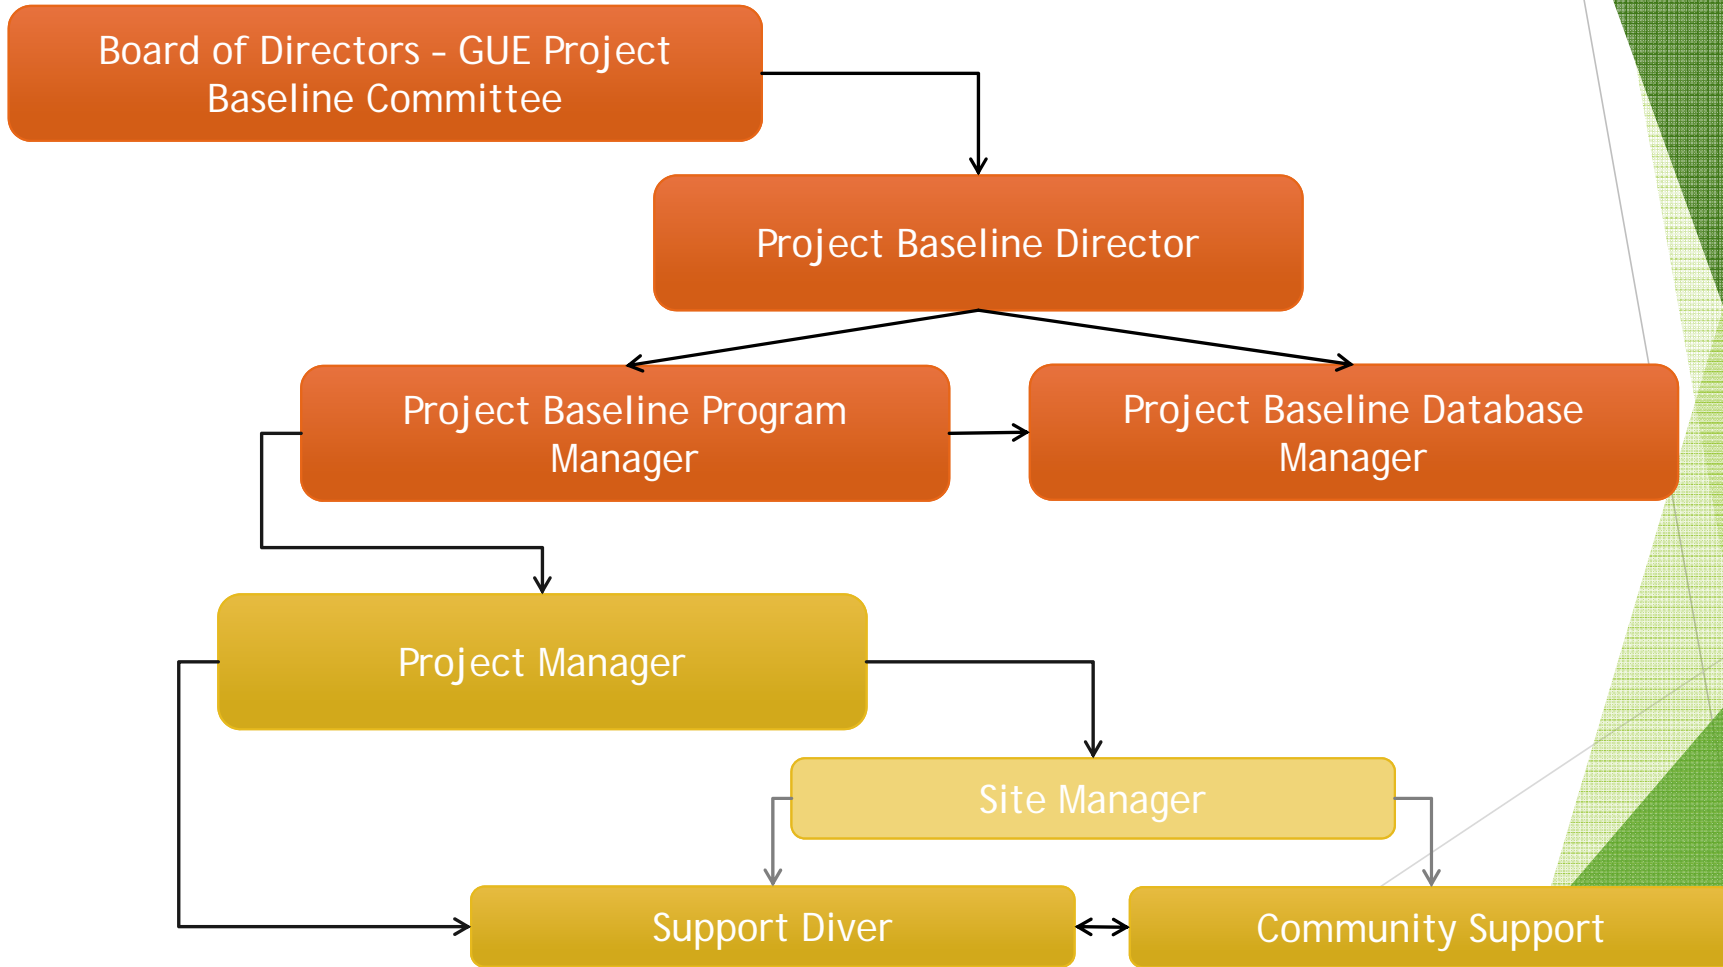 Board of Directors – GUE Project
Baseline Committee
Project Baseline Director
Project Baseline Program
Manager
Project Baseline Database
Manager
Project Manager
Site Manager
Support Diver
Community Support